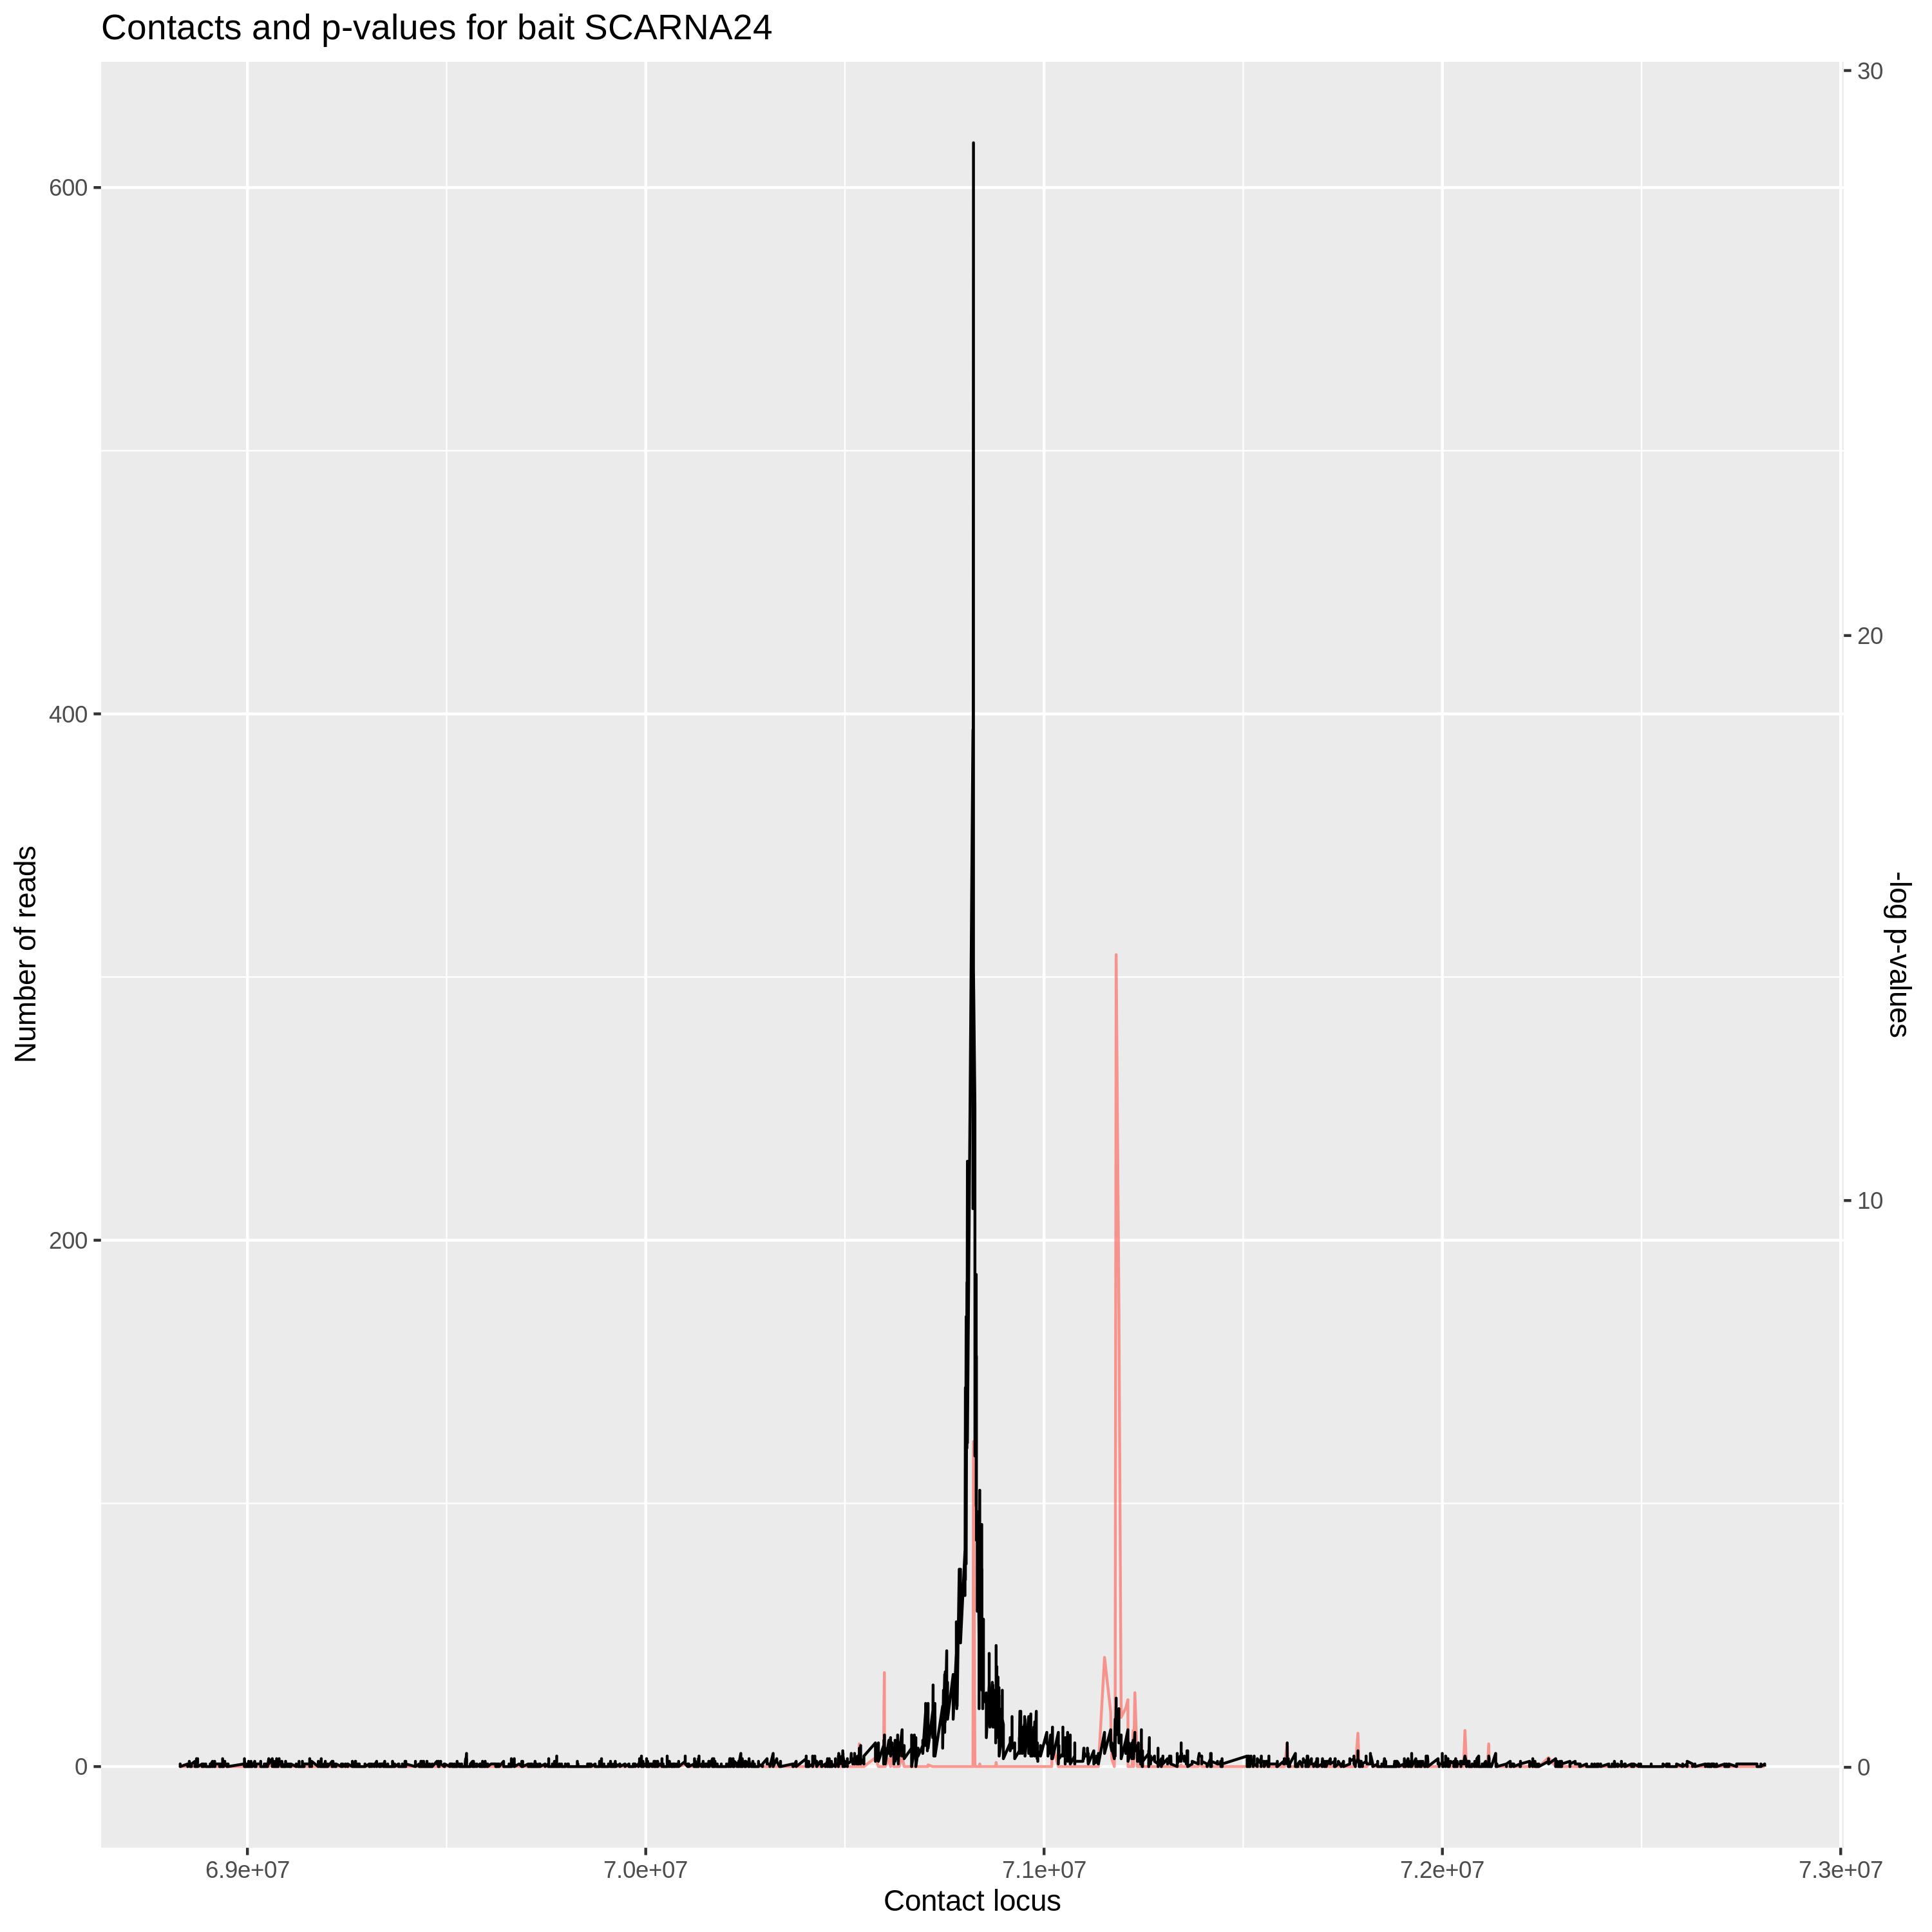 Contacts and p-values for bait SCARNA24
30
600
20
400
Number of reads
-log p-values
10
200
0
0
6.9e+07
7.0e+07
7.1e+07
7.2e+07
7.3e+07
Contact locus